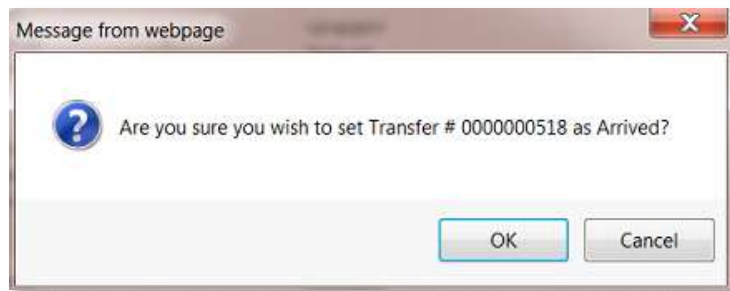 Message from webpage
Are you sure you wish to set Transfer # 0000000518 as Arrived?
OK
Cancel